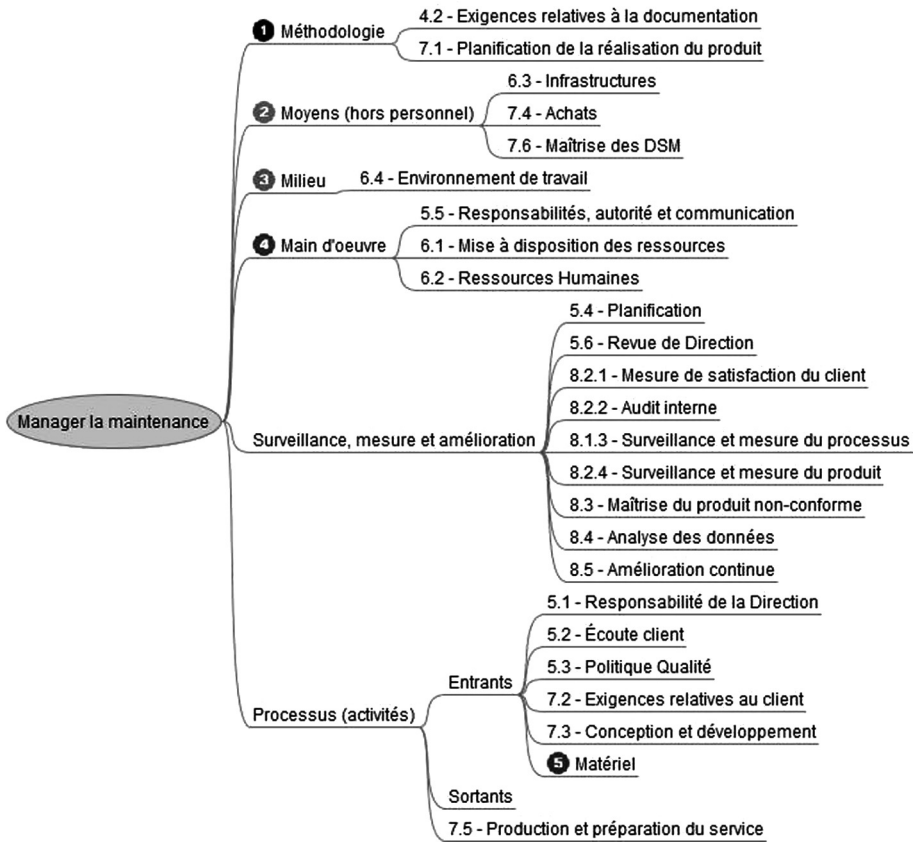 Manager la maintenance
1 Méthodologie
4.2 - Exigences relatives à la documentation
7.1 - Planification de la réalisation du produit
2 Moyens (hors personnel)
6.3 - Infrastructures
7.4 - Achats
7.6 - Maîtrise des DSM
3 Milieu
6.4 - Environnement de travail
4 Main d'oeuvre
5.5 - Responsabilités, autorité et communication
6.1 - Mise à disposition des ressources
6.2 - Ressources Humaines
Surveillance, mesure et amélioration
5.4 - Planification
5.6 - Revue de Direction
8.2.1 - Mesure de satisfaction du client
8.2.2 - Audit interne
8.1.3 - Surveillance et mesure du processus
8.2.4 - Surveillance et mesure du produit
8.3 - Maîtrise du produit non-conforme
8.4 - Analyse des données
8.5 - Amélioration continue
Processus (activités)
Entrants
5.1 - Responsabilité de la Direction
5.2 - Écoute client
5.3 - Politique Qualité
7.2 - Exigences relatives au client
7.3 - Conception et développement
5 Matériel
Sortants
7.5 - Production et préparation du service